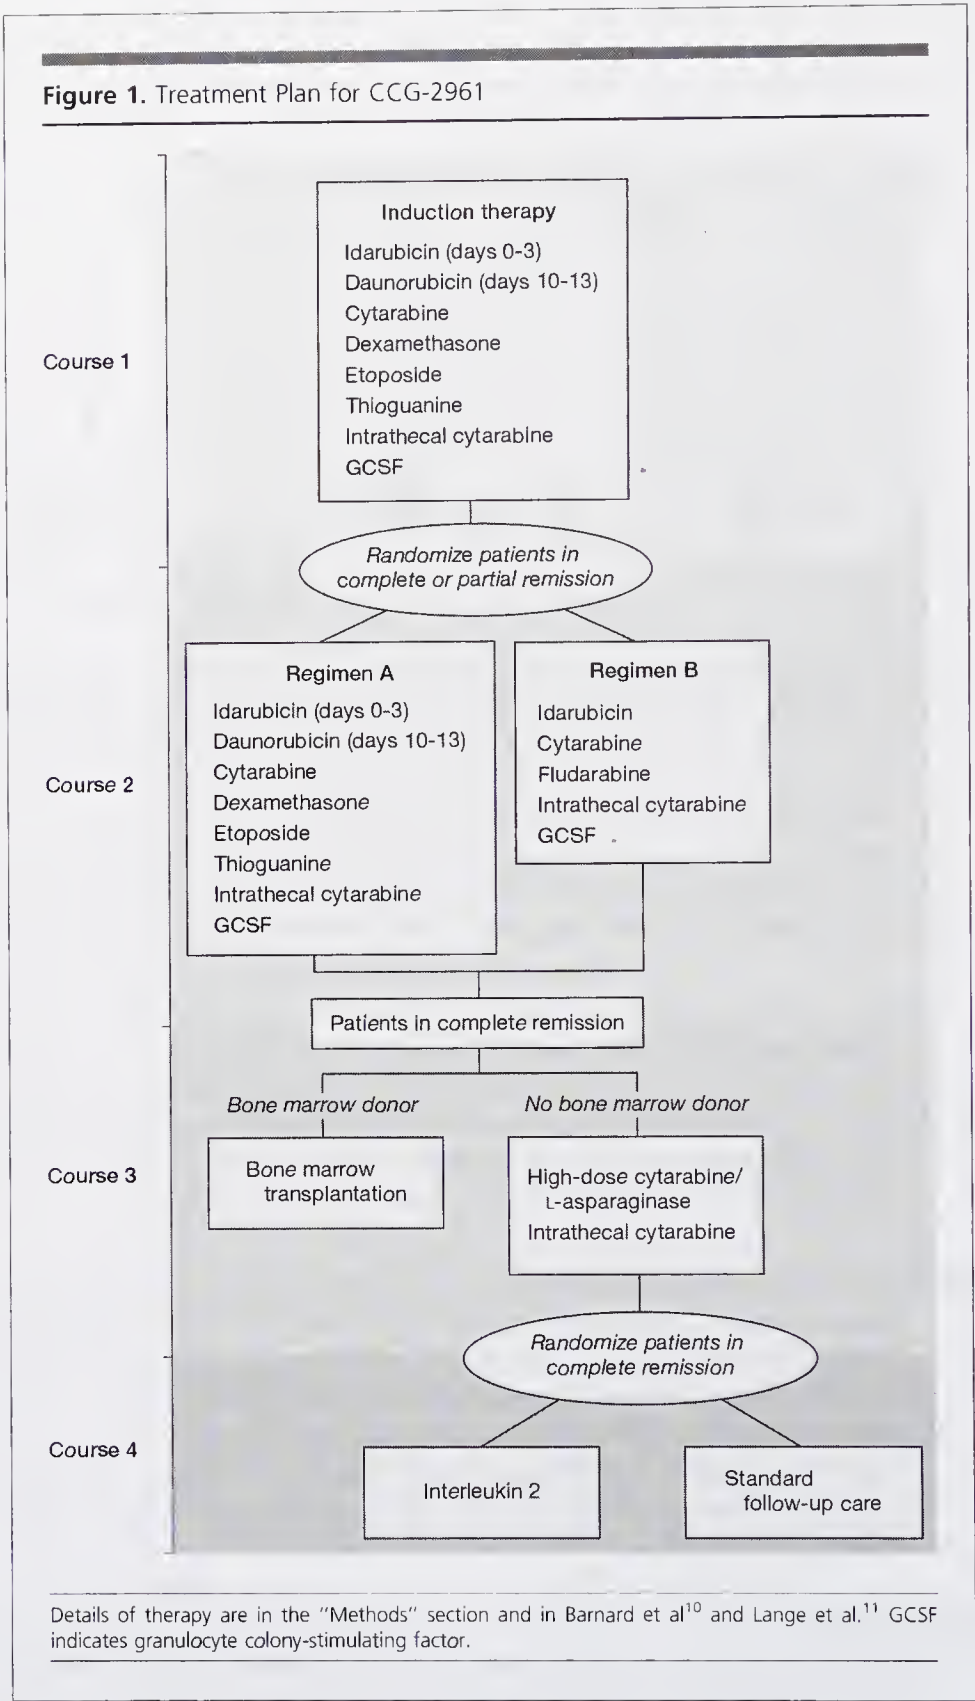 Figure 1. Treatment Plan for CCG-2961
Course 1
Induction therapy
Idarubicin (days 0-3)
Daunorubicin (days 10-13)
Cytarabine
Dexamethasone
Etoposide
Thioguanine
Intrathecal cytarabine
GCSF
Randomize patients in
complete or partial remission
Course 2
Regimen A
Idarubicin (days 0-3)
Daunorubicin (days 10-13)
Cytarabine
Dexamethasone
Etoposide
Thioguanine
Intrathecal cytarabine
GCSF
Regimen B
Idarubicin
Cytarabine
Fludarabine
Intrathecal cytarabine
GCSF
Patients in complete remission
Course 3
Bone marrow donor
Bone marrow
transplantation
No bone marrow donor
High-dose cytarabine/
L-asparaginase
Intrathecal cytarabine
Randomize patients in
complete remission
Course 4
Interleukin 2
Standard
follow-up care
Details of therapy are in the "Methods" section and in Barnard et al10 and Lange et al.11 GCSF
indicates granulocyte colony-stimulating factor.